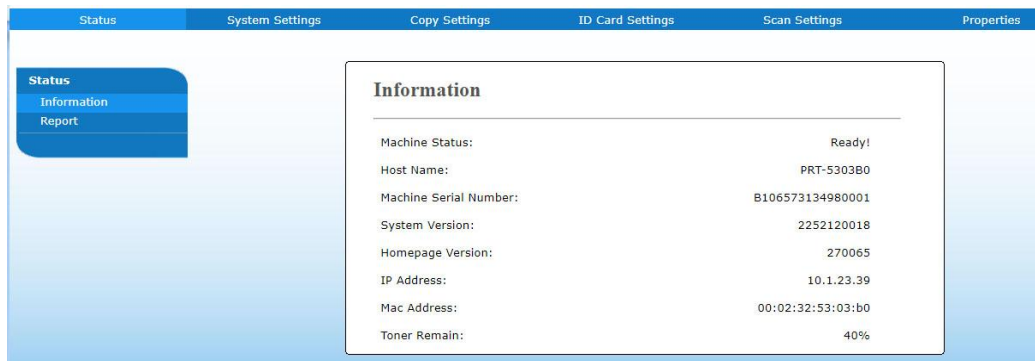 Status System Settings Copy Settings ID Card Settings Scan Settings Properties
Status
Information
Report
Information
Machine Status: Ready!
Host Name: PRT-5303B0
Machine Serial Number: B106573134980001
System Version: 2252120018
Homepage Version: 270065
IP Address: 10.1.23.39
Mac Address: 00:02:32:53:03:b0
Toner Remain: 40%